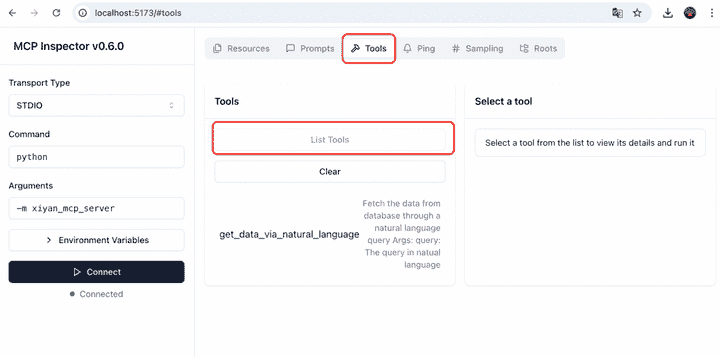 localhost:5173/#tools
MCP Inspector v0.6.0
Resources
Prompts
Tools
Ping
Sampling
Roots
Transport Type
STDIO
Command
python
Arguments
-m xiyan_mcp_server
Environment Variables
Connect
Connected
Tools
List Tools
Clear
get_data_via_natural_language
Fetch the data from
database through a
natural language
query Args: query:
The query in natual
language
Select a tool
Select a tool from the list to view its details and run it